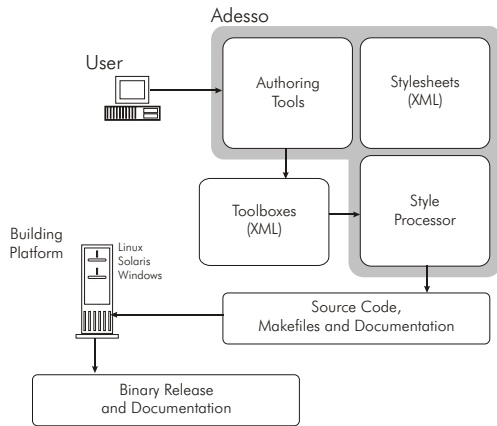 Adesso
User
Authoring
Tools
Stylesheets
(XML)
Toolboxes
(XML)
Style
Processor
Building
Platform
Linux
Solaris
Windows
Source Code,
Makefiles and Documentation
Binary Release
and Documentation